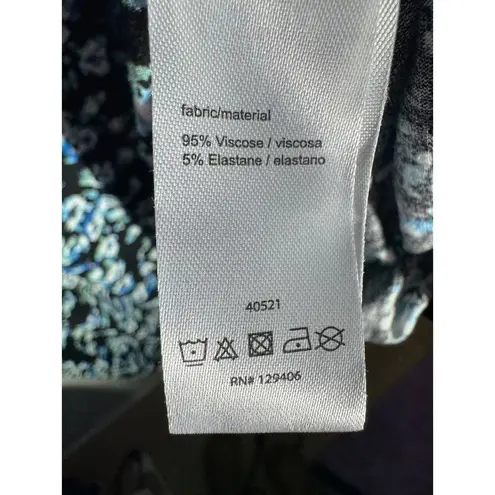 fabric/material
95% Viscose / viscosa
5% Elastane / elastano
40521
RN# 129406